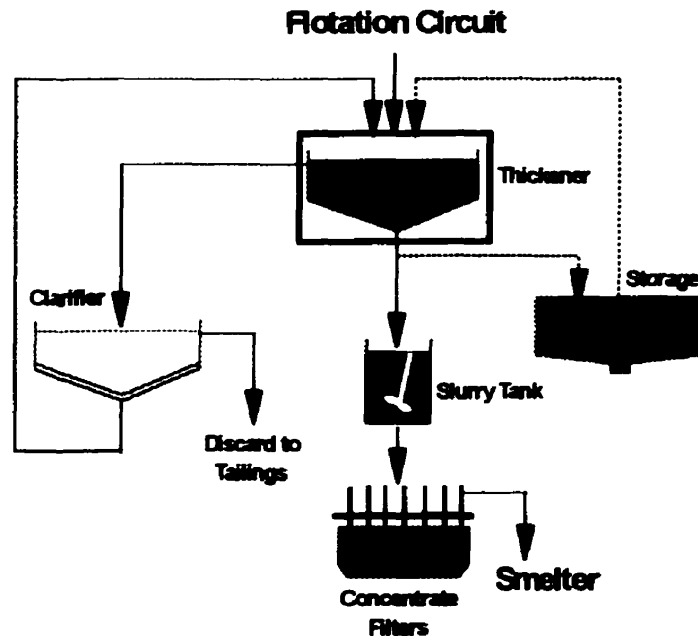 Flotation Circuit
Thickener
Clarifier
Storage
Slurry Tank
Discard to
Tailings
Smelter
Concentrate
Filters